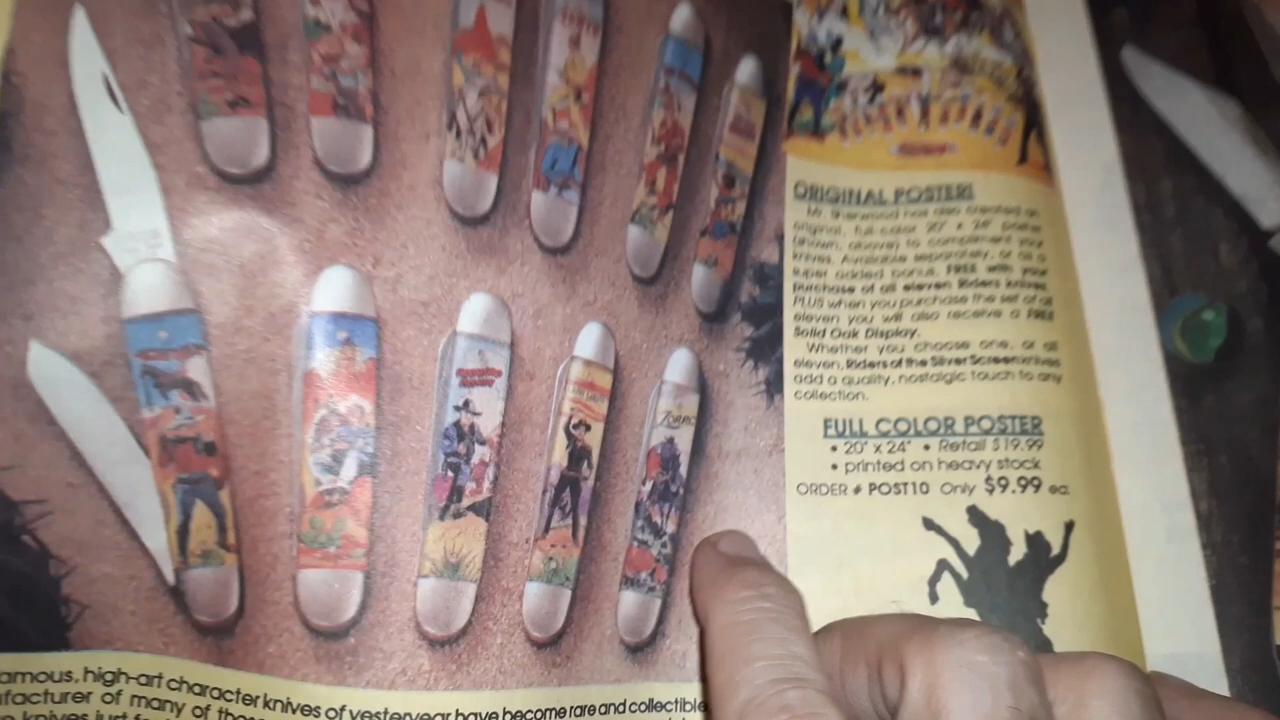 ORIGINAL POSTER!
Mr. Sherwood has also created an
original, full-color 20" x 24" poster
(shown, above) to compliment your
knives. Available separately, or as a
super added bonus, FREE with your
purchase of all eleven Riders knives
PLUS when you purchase the set of all
eleven you will also receive a FREE
Solid Oak Display.
Whether you choose one, or all
eleven, Riders of the Silver Screen knives
add a quality, nostalgic touch to any
collection.
FULL COLOR POSTER
• 20" x 24" • Retail $19.99
• printed on heavy stock
ORDER # POST10 Only $9.99 ea.
ZORRO
amous, high-art character knives of yesteryear have become rare and collectible
facturer of many of
knives just